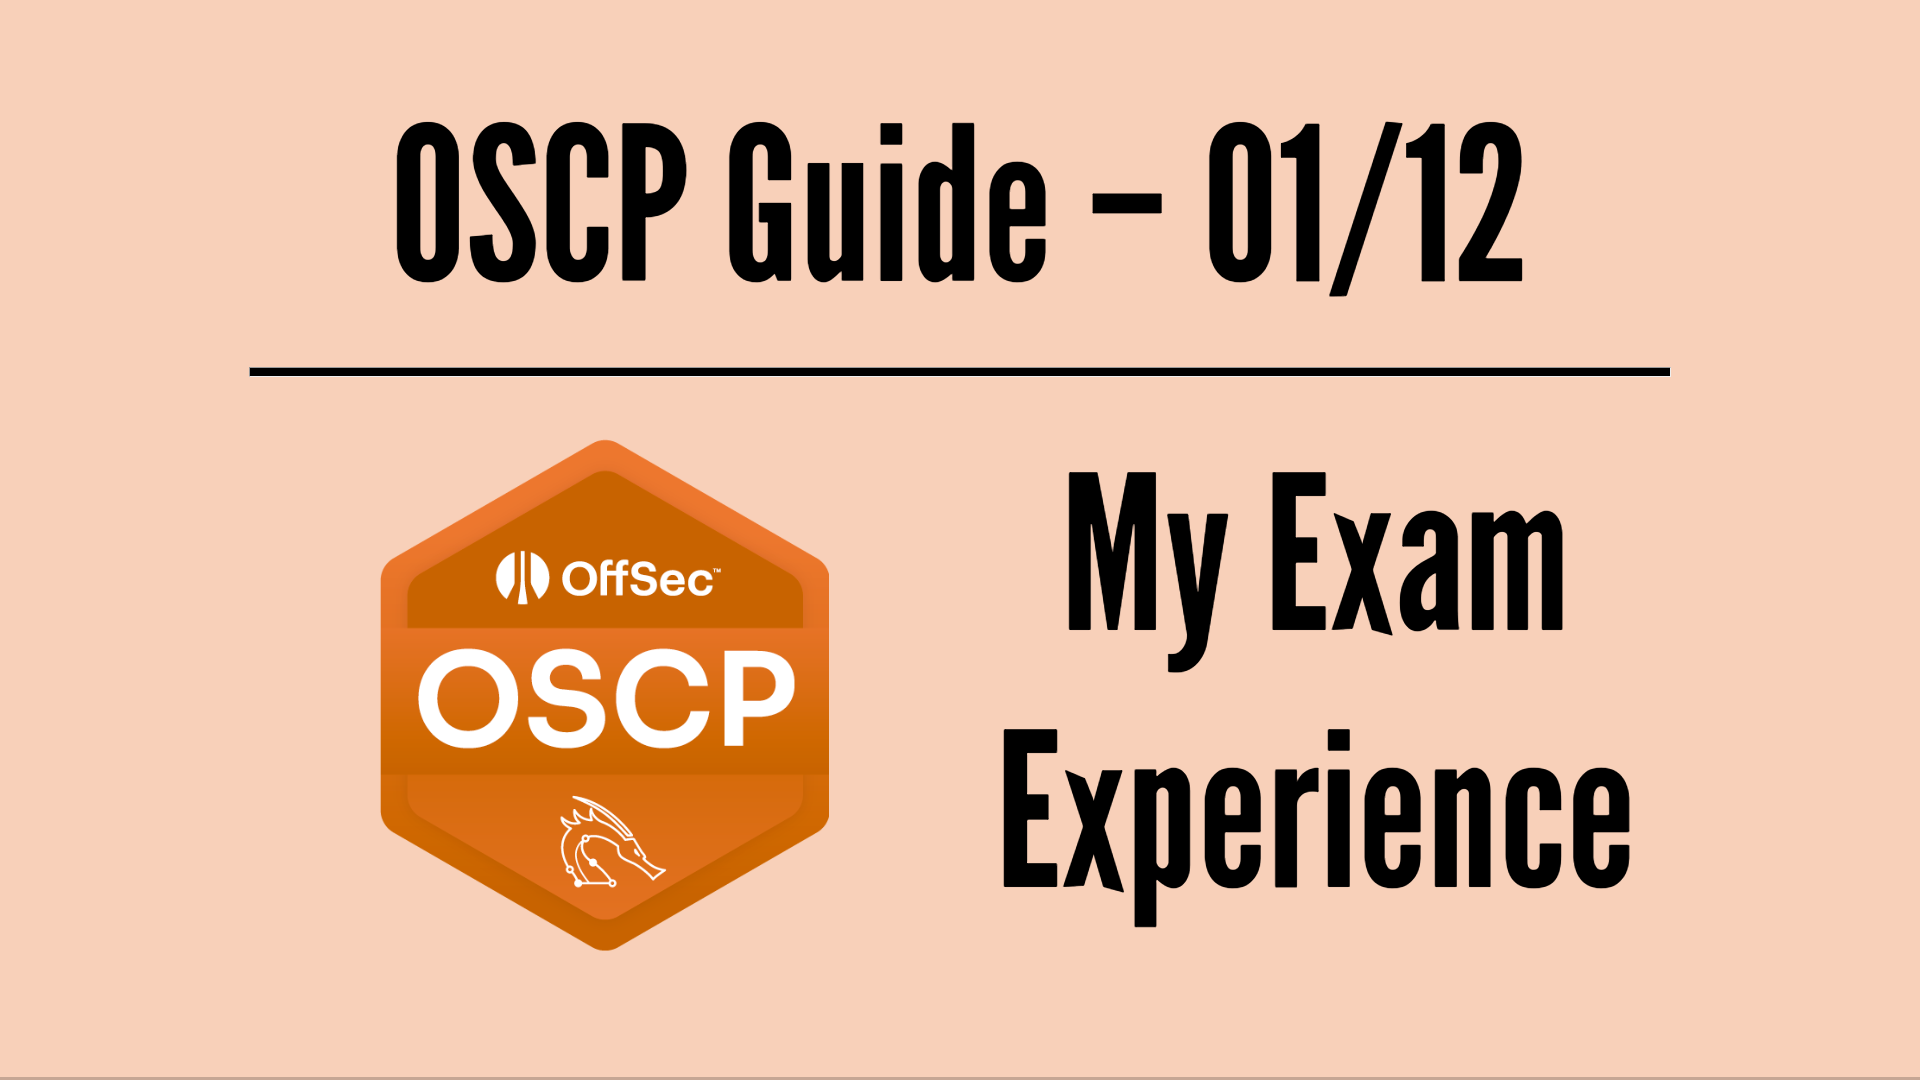 OSCP Guide – 01/12
OffSec™
OSCP
My Exam
Experience